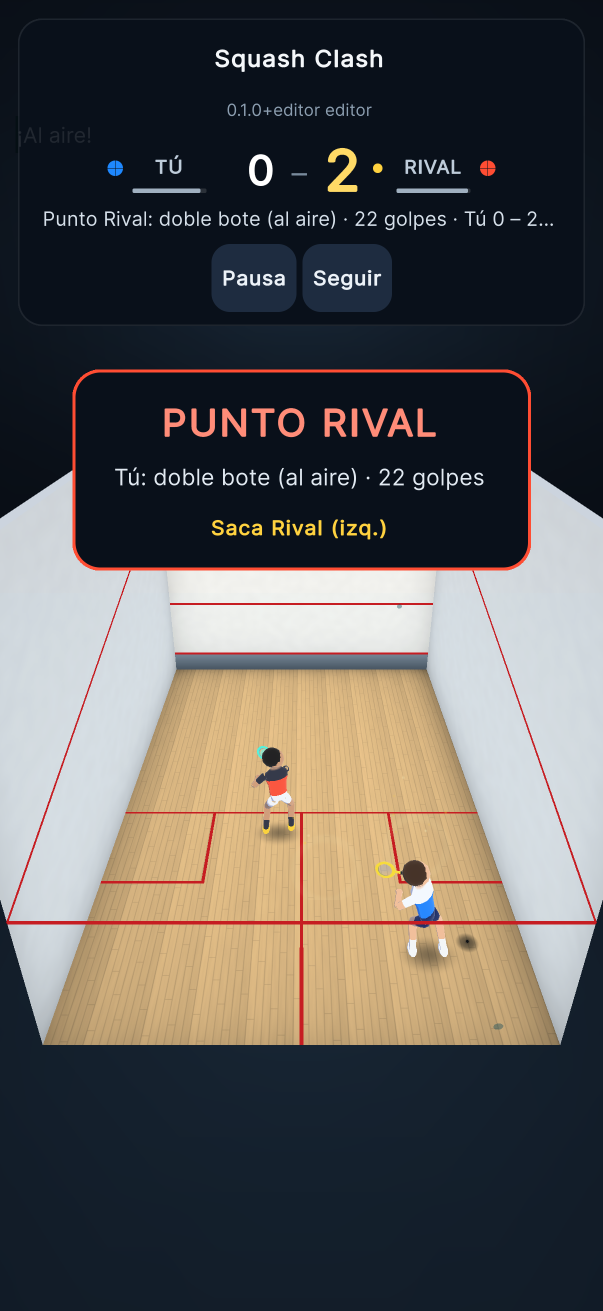 Squash Clash
0.1.0+editor editor
¡Al aire!
TÚ 0 – 2 • RIVAL
Punto Rival: doble bote (al aire) · 22 golpes · Tú 0 – 2...
Pausa Seguir
PUNTO RIVAL
Tú: doble bote (al aire) · 22 golpes
Saca Rival (izq.)